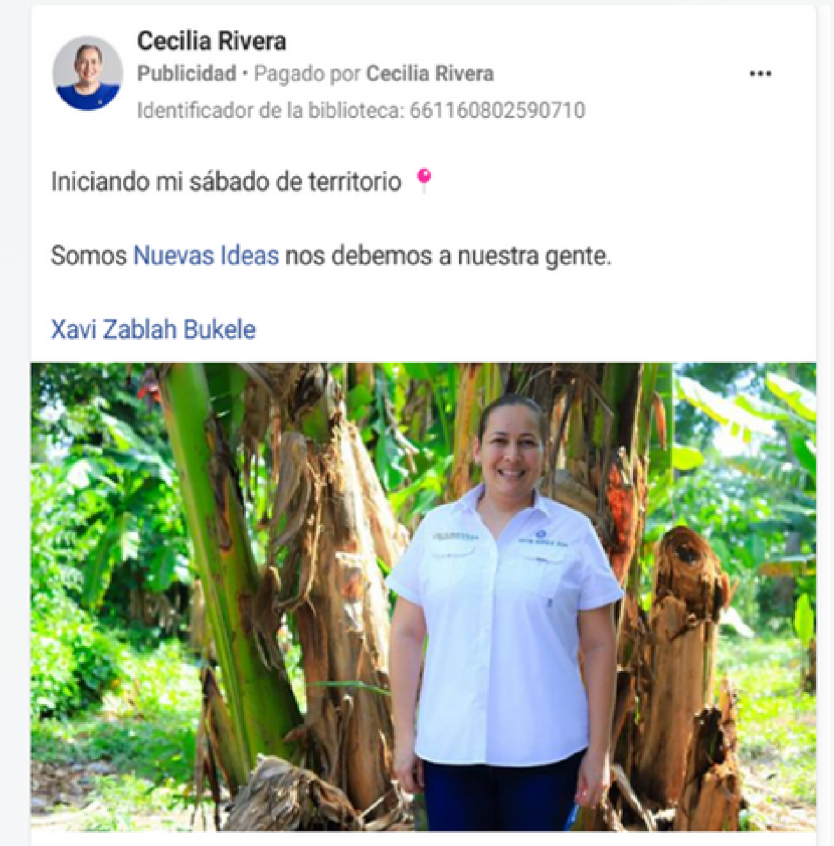 Cecilia Rivera
Publicidad • Pagado por Cecilia Rivera
Identificador de la biblioteca: 661160802590710
Iniciando mi sábado de territorio 📍
Somos Nuevas Ideas nos debemos a nuestra gente.
Xavi Zablah Bukele